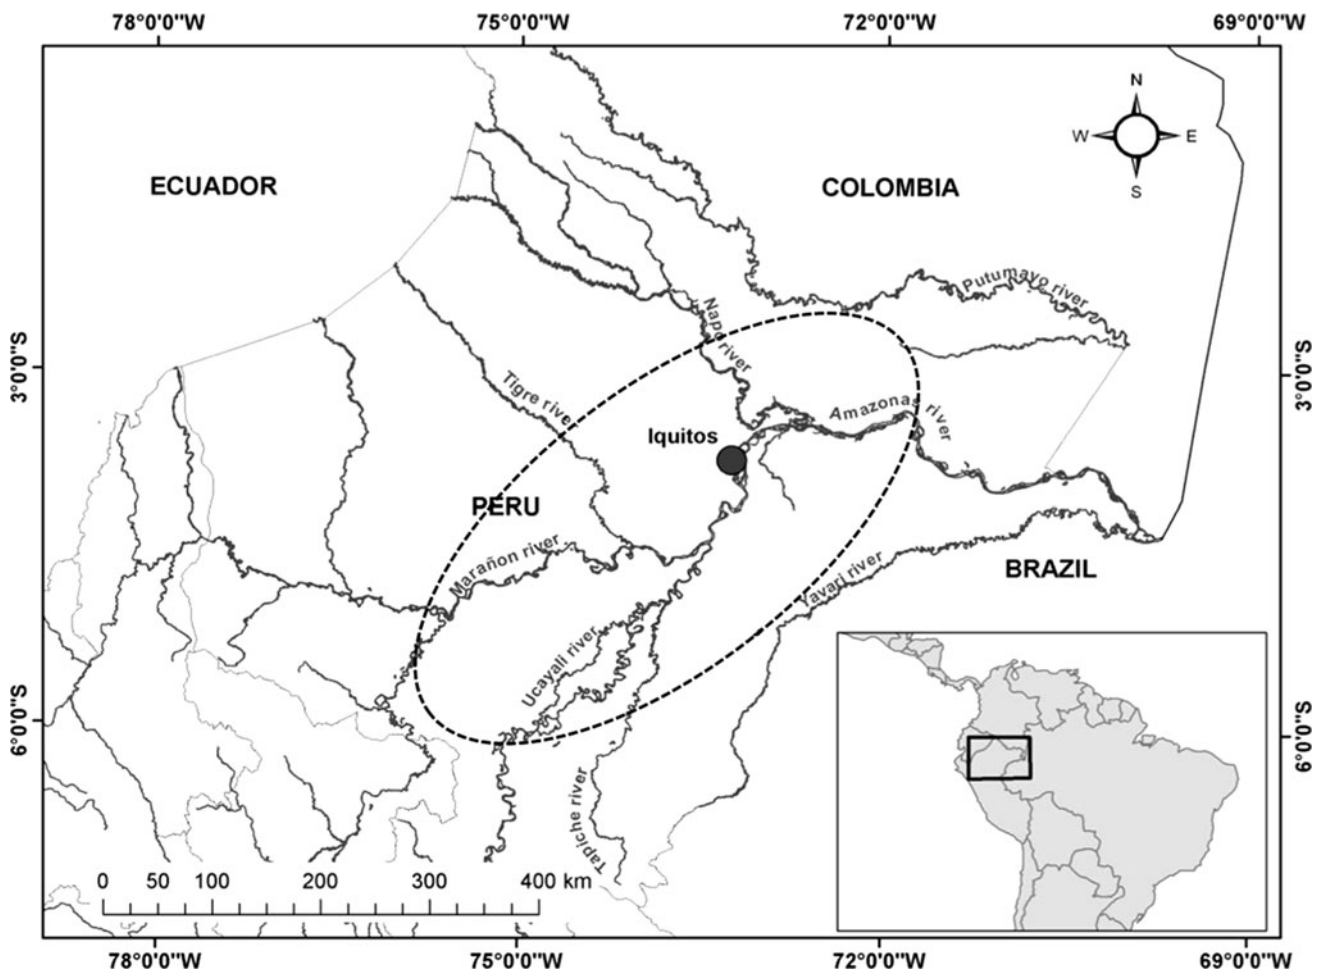 78°0'0"W 75°0'0"W 72°0'0"W 69°0'0"W
N
W E
S
ECUADOR
COLOMBIA
Putumayo river
Napo river
3°0'0"S
3°0'0"S
Tigre river
Amazonas river
Iquitos
PERU
Marañon river
Yavari river
BRAZIL
Ucayali river
6°0'0"S
6°0'0"S
Tapiche river
0 50 100 200 300 400 km
78°0'0"W 75°0'0"W 72°0'0"W 69°0'0"W